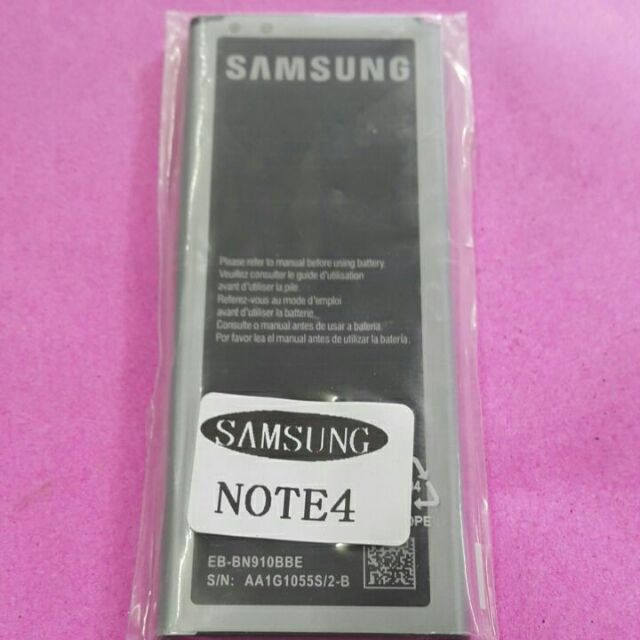 SAMSUNG
Please refer to manual before using battery.
Veuillez consulter le guide d'utilisation
avant d'utiliser la pile.
Referez-vous au mode d'emploi
avant d'utiliser la batterie.
Consulte o manual antes de usar a bateria.
Por favor lea el manual antes de utilizar la bateria.
SAMSUNG
NOTE4
EB-BN910BBE
S/N: AA1G1055S/2-B